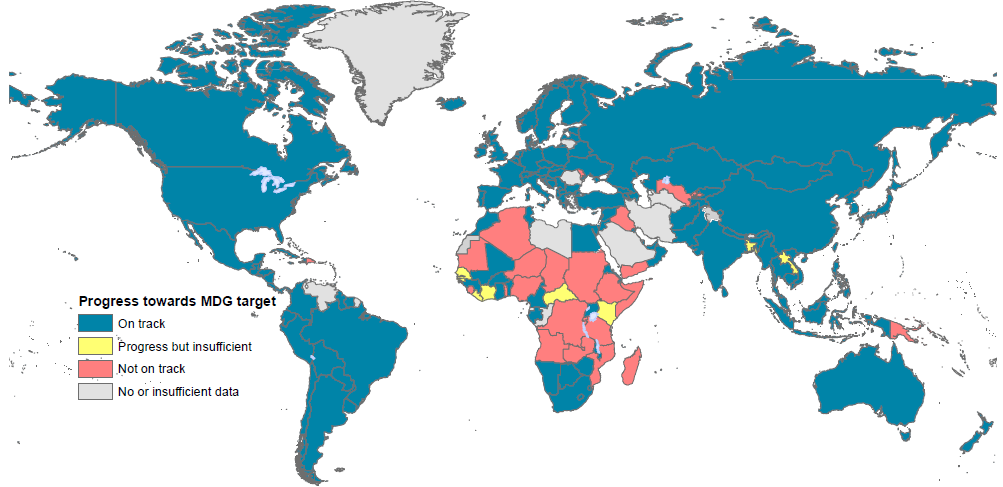 Progress towards MDG target
On track
Progress but insufficient
Not on track
No or insufficient data